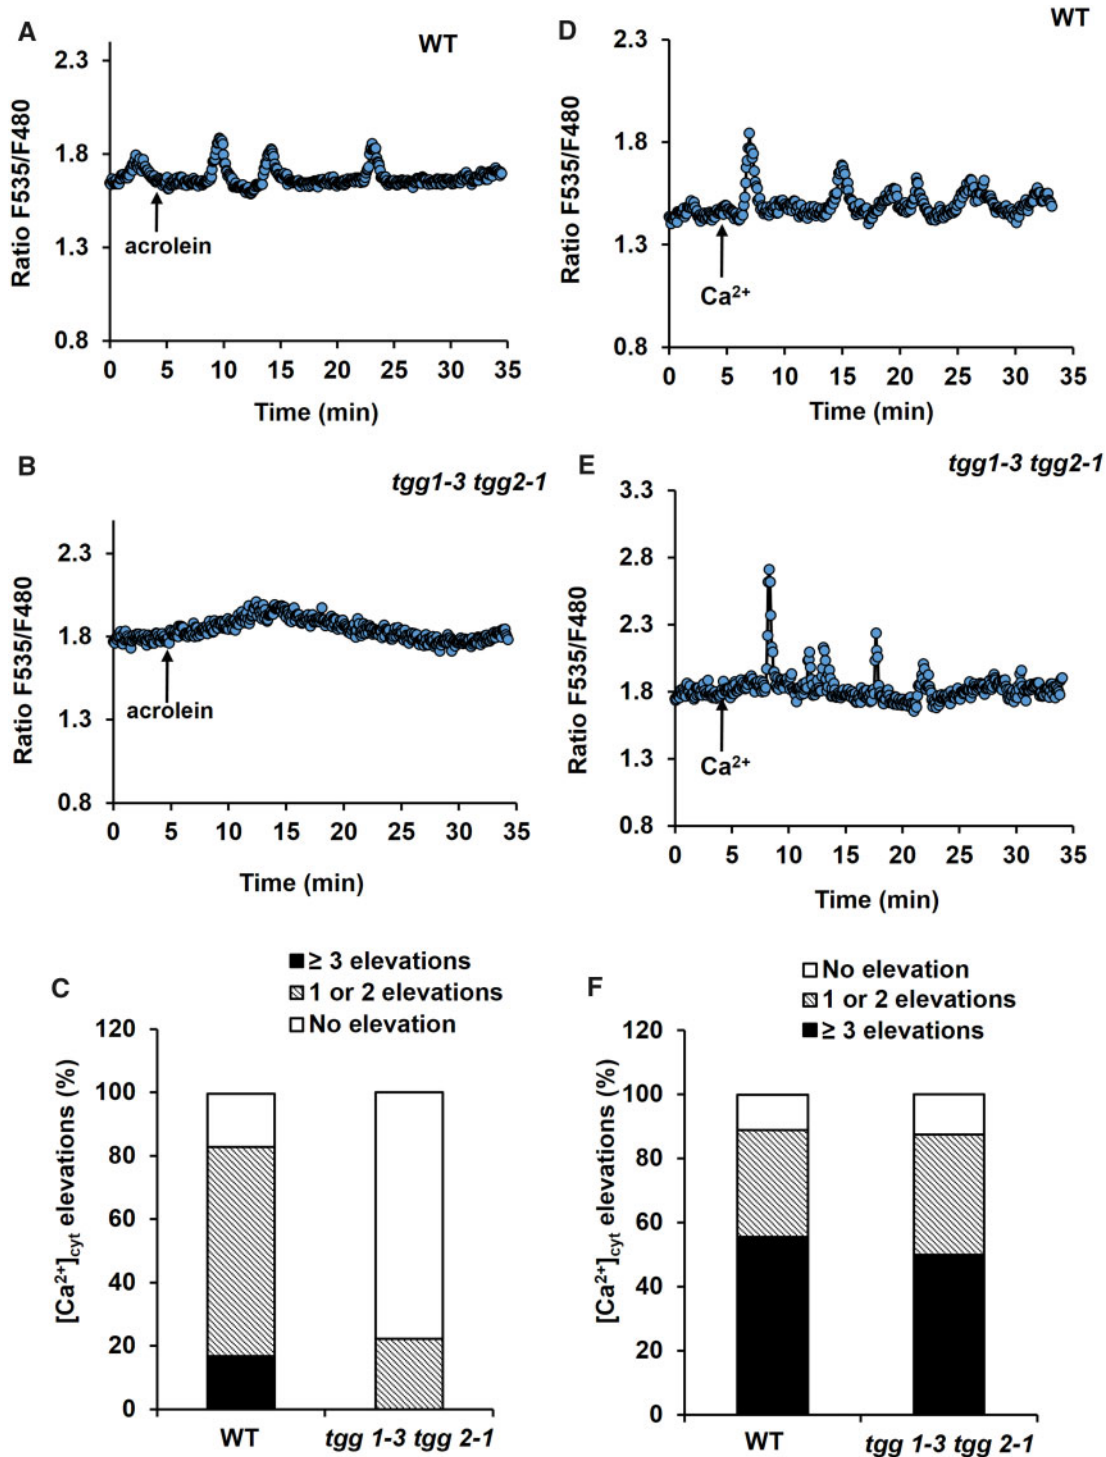 A
WT
2.3
1.8
1.3
0.8
Ratio F535/F480
acrolein
0 5 10 15 20 25 30 35
Time (min)
D
WT
2.3
1.8
1.3
0.8
Ratio F535/F480
Ca²⁺
0 5 10 15 20 25 30 35
Time (min)
B
tgg1-3 tgg2-1
2.3
1.8
1.3
0.8
Ratio F535/F480
acrolein
0 5 10 15 20 25 30 35
Time (min)
E
tgg1-3 tgg2-1
3.3
2.8
2.3
1.8
1.3
0.8
Ratio F535/F480
Ca²⁺
0 5 10 15 20 25 30 35
Time (min)
C
≥ 3 elevations
1 or 2 elevations
No elevation
120
100
80
60
40
20
0
[Ca²⁺]cyt elevations (%)
WT tgg 1-3 tgg 2-1
F
No elevation
1 or 2 elevations
≥ 3 elevations
120
100
80
60
40
20
0
[Ca²⁺]cyt elevations (%)
WT tgg 1-3 tgg 2-1